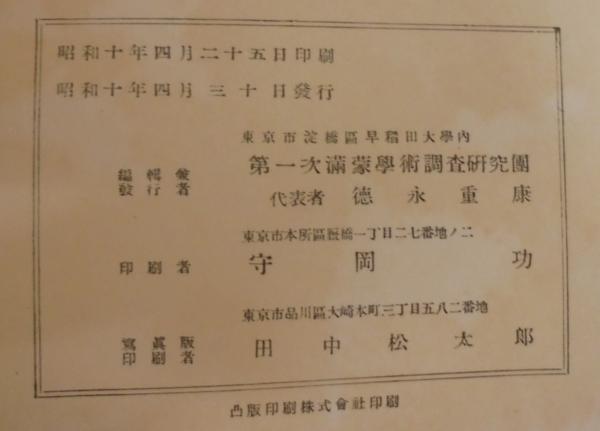 昭和十年四月二十五日印刷
昭和十年四月三十日發行
東京市淀橋區早稻田大學內
編輯兼
發行者
第一次滿蒙學術調查硏究團
代表者 德永重康
東京市本所區厩橋一丁目二七番地ノ二
印刷者 守岡功
東京市品川區大崎本町三丁目五八二番地
寫眞版
印刷者
田中松太郞
凸版印刷株式會社印刷